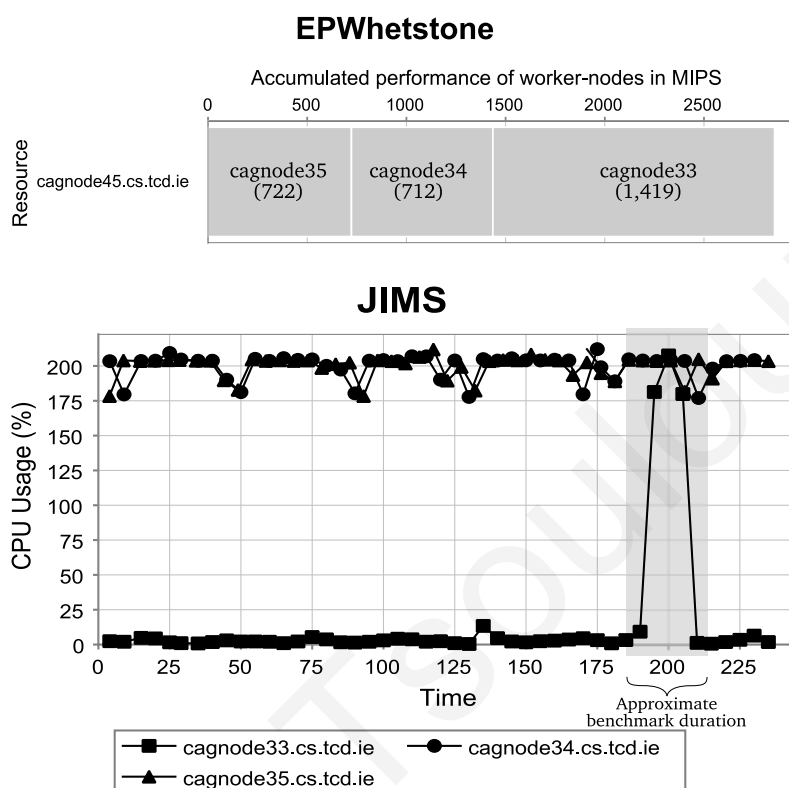 EPWhetstone
Accumulated performance of worker-nodes in MIPS
0 500 1000 1500 2000 2500
Resource
cagnode45.cs.tcd.ie
cagnode35
(722)
cagnode34
(712)
cagnode33
(1,419)
JIMS
CPU Usage (%)
200
175
150
125
100
75
50
25
0
0 25 50 75 100 125 150 175 200 225
Time
Approximate
benchmark duration
cagnode33.cs.tcd.ie cagnode34.cs.tcd.ie
cagnode35.cs.tcd.ie